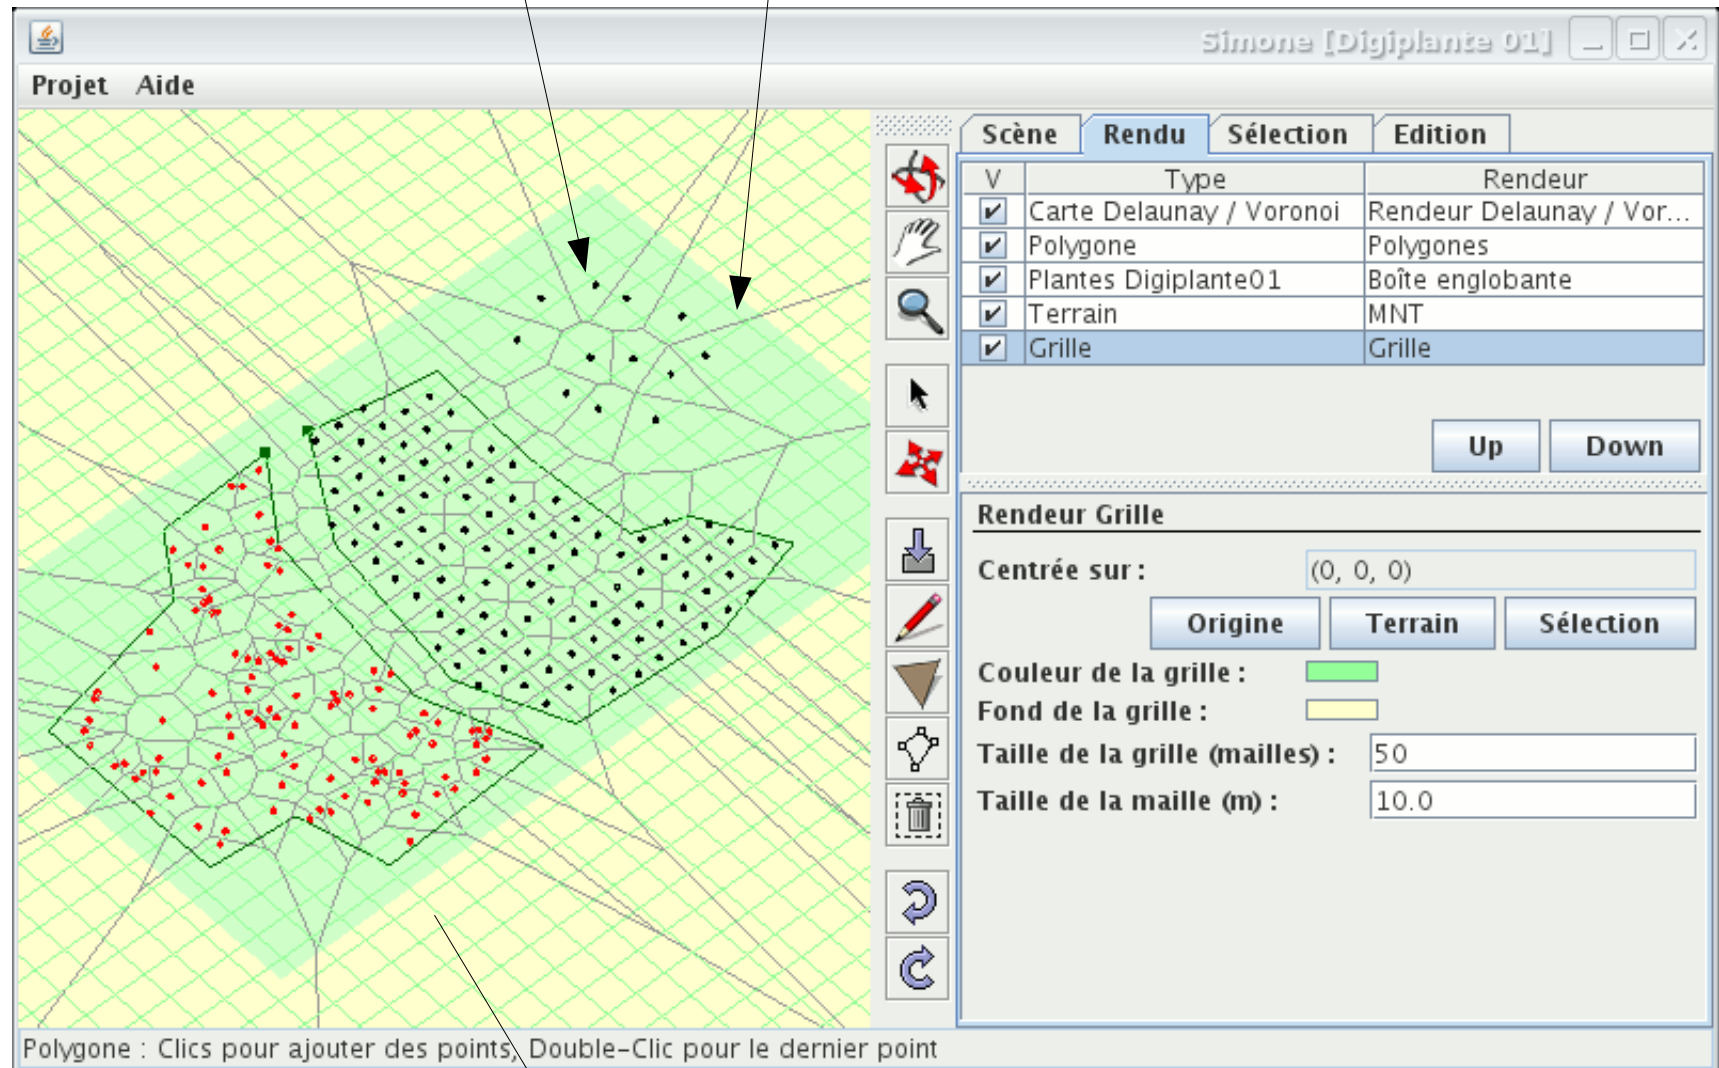 Simone [Digiplante 01]
Projet Aide
Scène Rendu Sélection Edition
V Type Rendeur
Carte Delaunay / Voronoi Rendeur Delaunay / Vor...
Polygone Polygones
Plantes Digiplante01 Boîte englobante
Terrain MNT
Grille Grille
Up Down
Rendeur Grille
Centrée sur : (0, 0, 0)
Origine Terrain Sélection
Couleur de la grille :
Fond de la grille :
Taille de la grille (mailles) : 50
Taille de la maille (m) : 10.0
Polygone : Clics pour ajouter des points, Double-Clic pour le dernier point